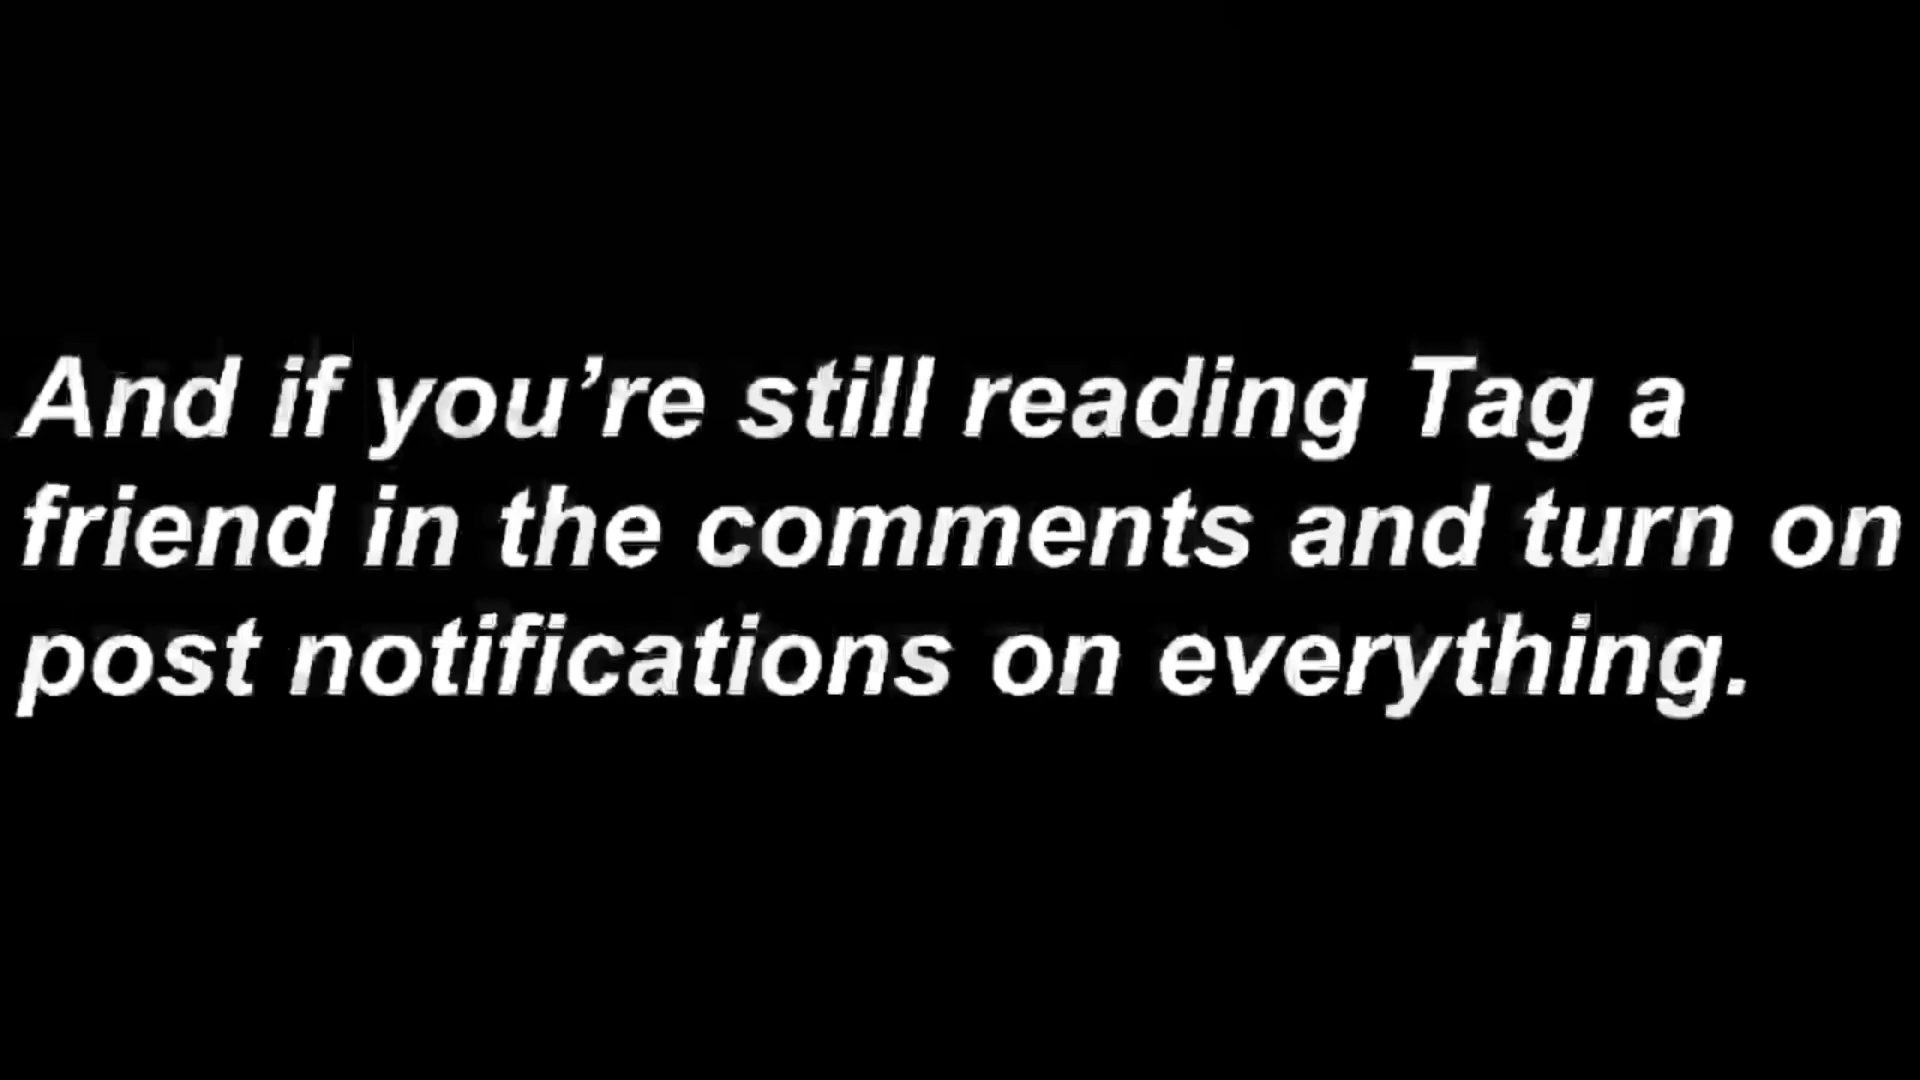 And if you’re still reading Tag a
friend in the comments and turn on
post notifications on everything.